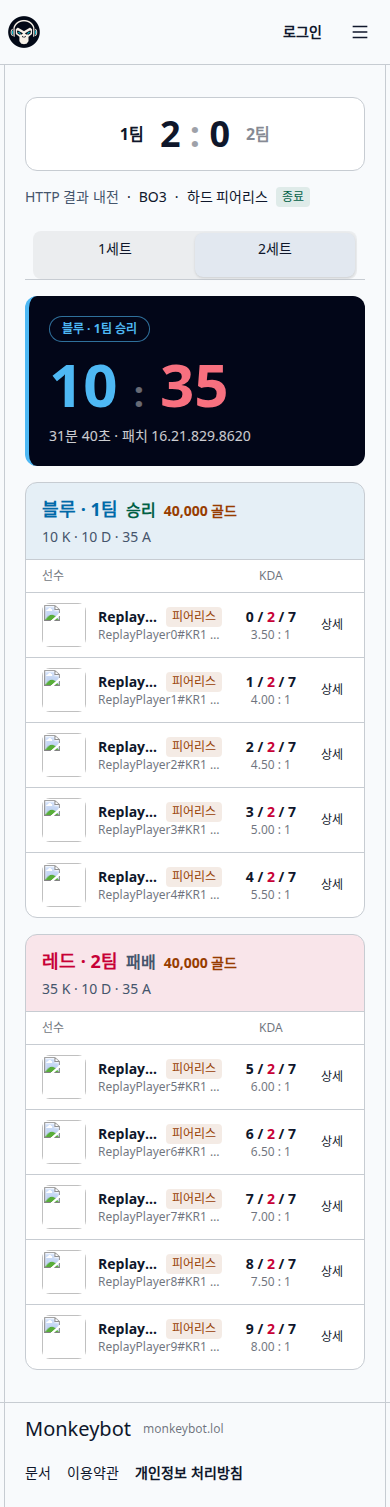 로그인
1팀 2 : 0 2팀
HTTP 결과 내전 · BO3 · 하드 피어리스 종료
1세트 2세트
블루 · 1팀 승리
10 : 35
31분 40초 · 패치 16.21.829.8620
블루 · 1팀 승리 40,000 골드
10 K · 10 D · 35 A
선수 KDA
Replay... 피어리스 0 / 2 / 7 상세
ReplayPlayer0#KR1 ... 3.50 : 1
Replay... 피어리스 1 / 2 / 7 상세
ReplayPlayer1#KR1 ... 4.00 : 1
Replay... 피어리스 2 / 2 / 7 상세
ReplayPlayer2#KR1 ... 4.50 : 1
Replay... 피어리스 3 / 2 / 7 상세
ReplayPlayer3#KR1 ... 5.00 : 1
Replay... 피어리스 4 / 2 / 7 상세
ReplayPlayer4#KR1 ... 5.50 : 1
레드 · 2팀 패배 40,000 골드
35 K · 10 D · 35 A
선수 KDA
Replay... 피어리스 5 / 2 / 7 상세
ReplayPlayer5#KR1 ... 6.00 : 1
Replay... 피어리스 6 / 2 / 7 상세
ReplayPlayer6#KR1 ... 6.50 : 1
Replay... 피어리스 7 / 2 / 7 상세
ReplayPlayer7#KR1 ... 7.00 : 1
Replay... 피어리스 8 / 2 / 7 상세
ReplayPlayer8#KR1 ... 7.50 : 1
Replay... 피어리스 9 / 2 / 7 상세
ReplayPlayer9#KR1 ... 8.00 : 1
Monkeybot monkeybot.lol
문서 이용약관 개인정보 처리방침